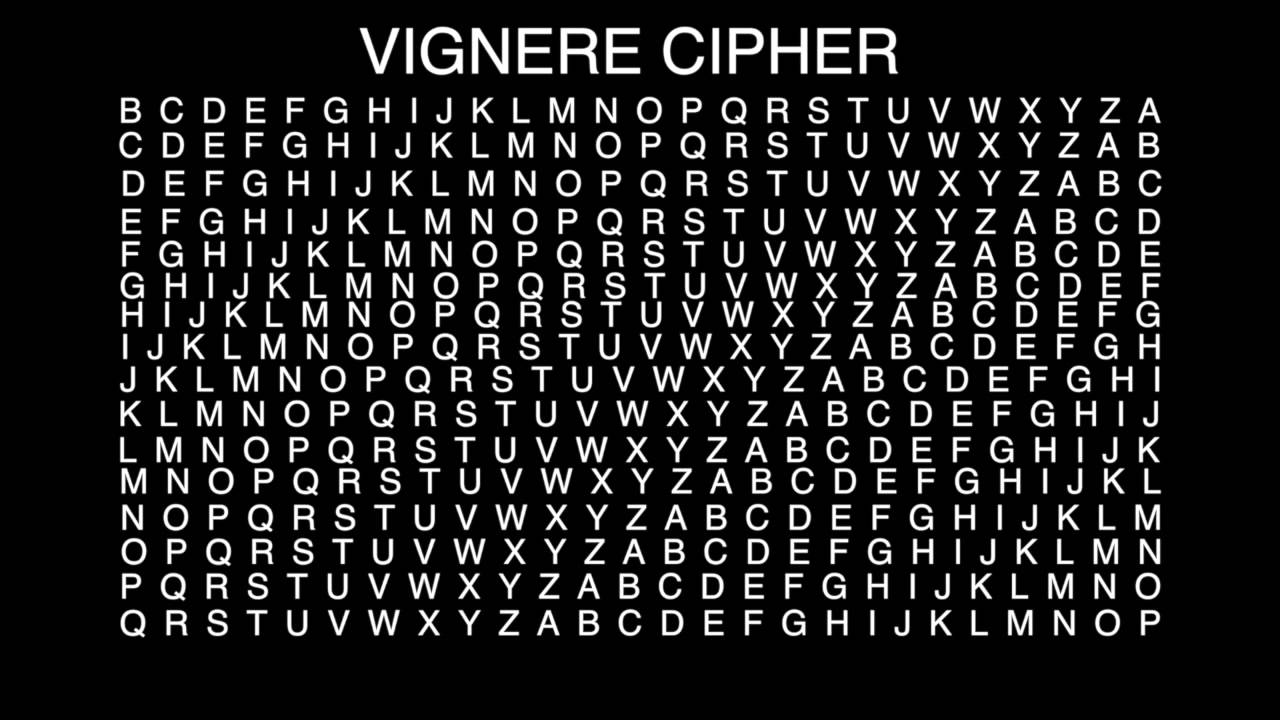 VIGNERE CIPHER
B C D E F G H I J K L M N O P Q R S T U V W X Y Z A
C D E F G H I J K L M N O P Q R S T U V W X Y Z A B
D E F G H I J K L M N O P Q R S T U V W X Y Z A B C
E F G H I J K L M N O P Q R S T U V W X Y Z A B C D
F G H I J K L M N O P Q R S T U V W X Y Z A B C D E
G H I J K L M N O P Q R S T U V W X Y Z A B C D E F
H I J K L M N O P Q R S T U V W X Y Z A B C D E F G
I J K L M N O P Q R S T U V W X Y Z A B C D E F G H
J K L M N O P Q R S T U V W X Y Z A B C D E F G H I
K L M N O P Q R S T U V W X Y Z A B C D E F G H I J
L M N O P Q R S T U V W X Y Z A B C D E F G H I J K
M N O P Q R S T U V W X Y Z A B C D E F G H I J K L
N O P Q R S T U V W X Y Z A B C D E F G H I J K L M
O P Q R S T U V W X Y Z A B C D E F G H I J K L M N
P Q R S T U V W X Y Z A B C D E F G H I J K L M N O
Q R S T U V W X Y Z A B C D E F G H I J K L M N O P